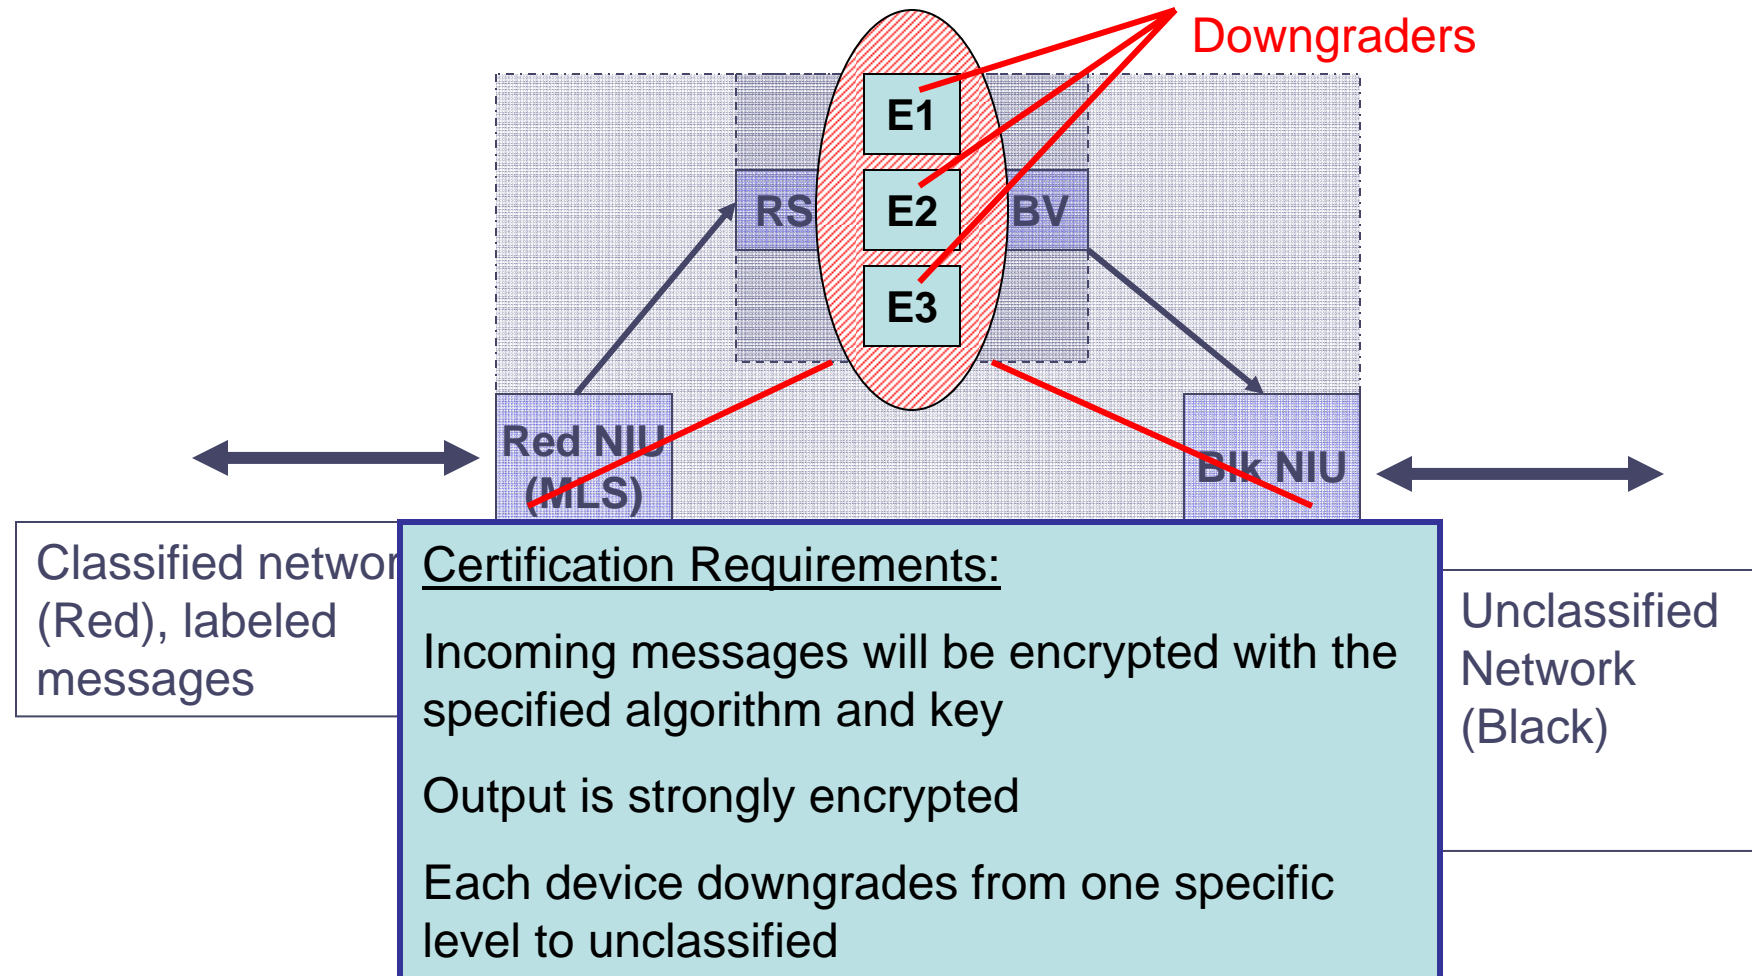 Downgraders
E1
RS
E2
BV
E3
Red NIU
(MLS)
Blk NIU
Classified networ
(Red), labeled
messages
Certification Requirements:
Incoming messages will be encrypted with the
specified algorithm and key
Output is strongly encrypted
Each device downgrades from one specific
level to unclassified
Unclassified
Network
(Black)